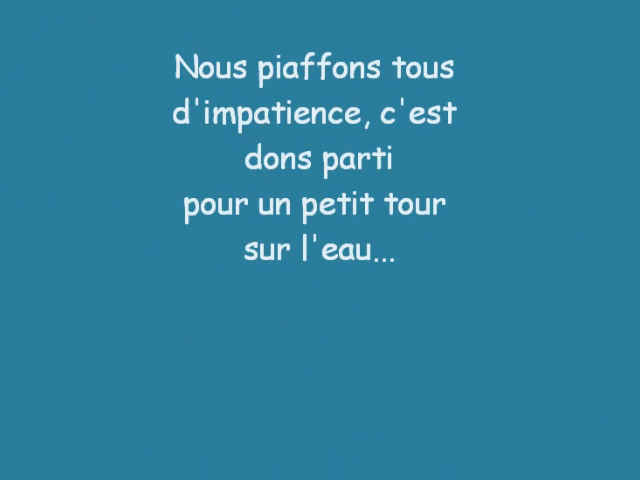 Nous piaffons tous
d'impatience, c'est
dons parti
pour un petit tour
sur l'eau...